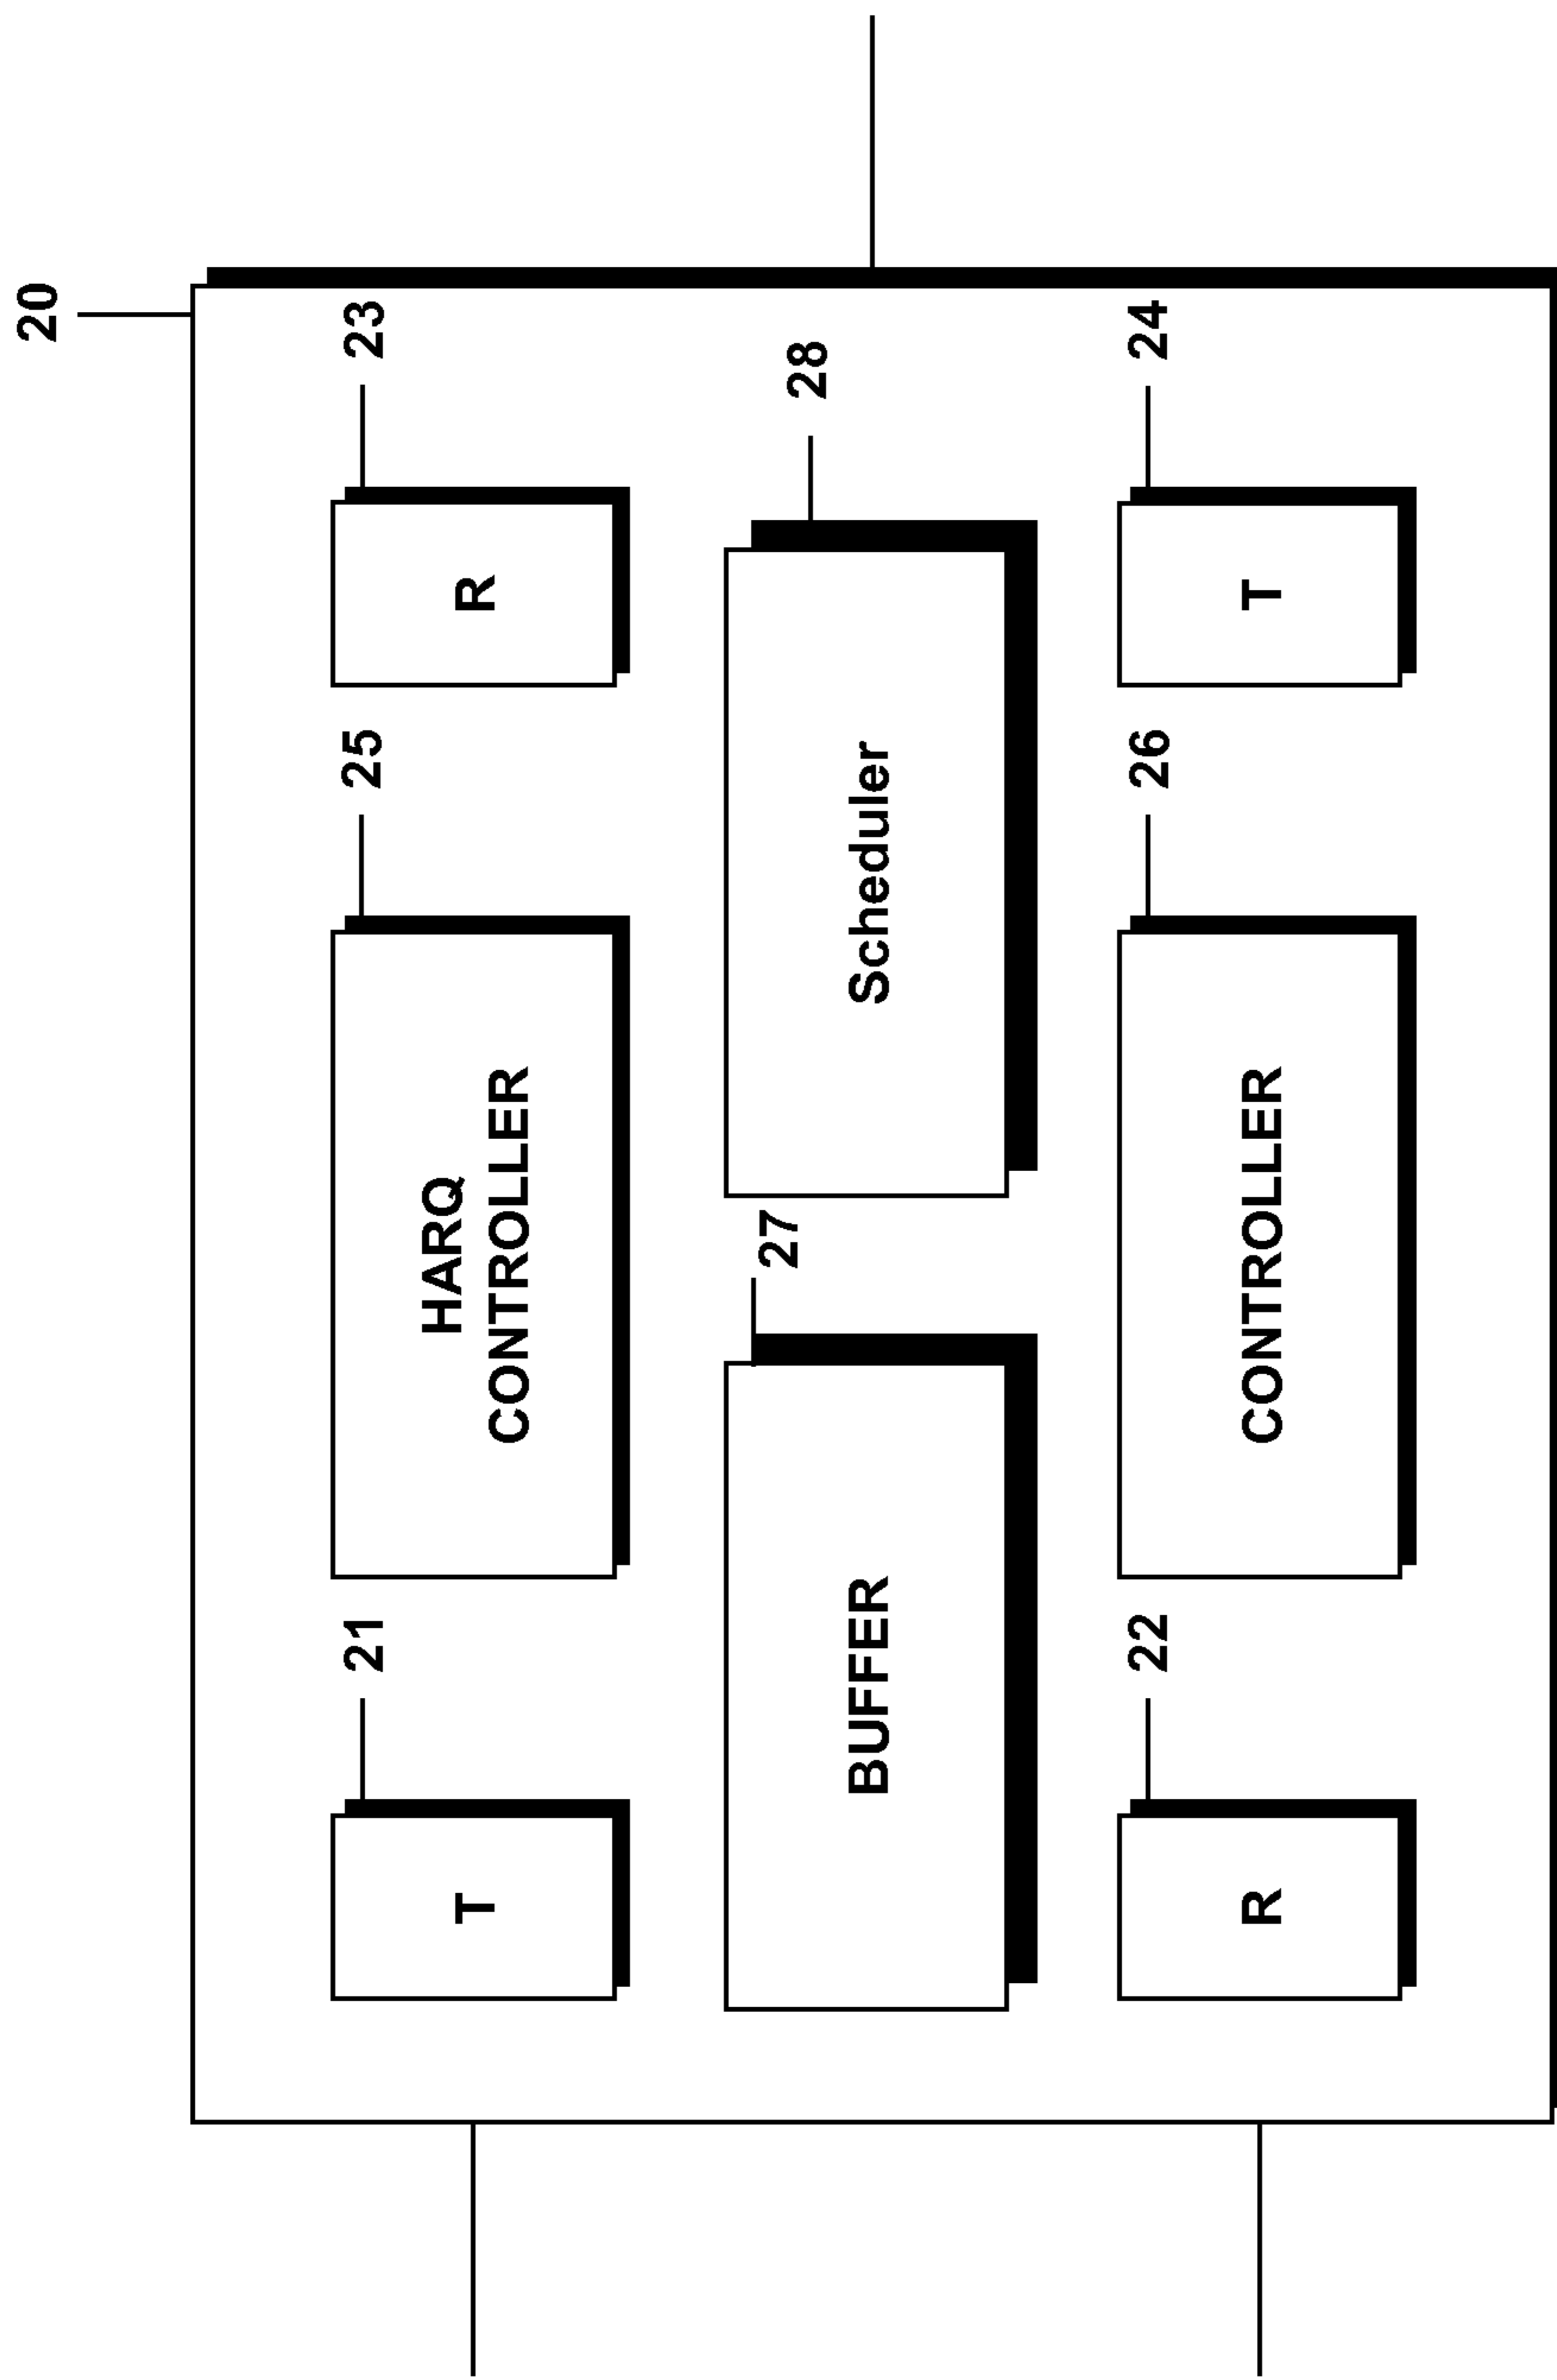 20
21
25
23
T
HARQ
CONTROLLER
R
27
28
BUFFER
Scheduler
22
26
24
R
CONTROLLER
T